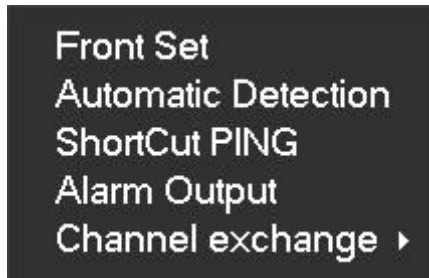 Front Set
Automatic Detection
ShortCut PING
Alarm Output
Channel exchange